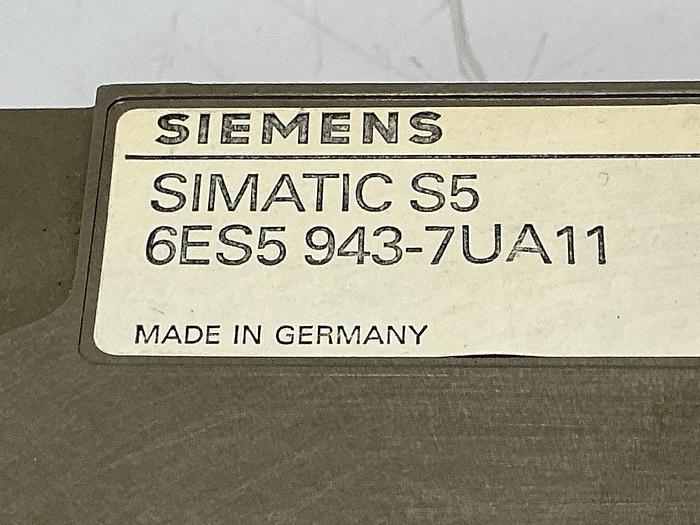 SIEMENS
SIMATIC S5
6ES5 943-7UA11
MADE IN GERMANY